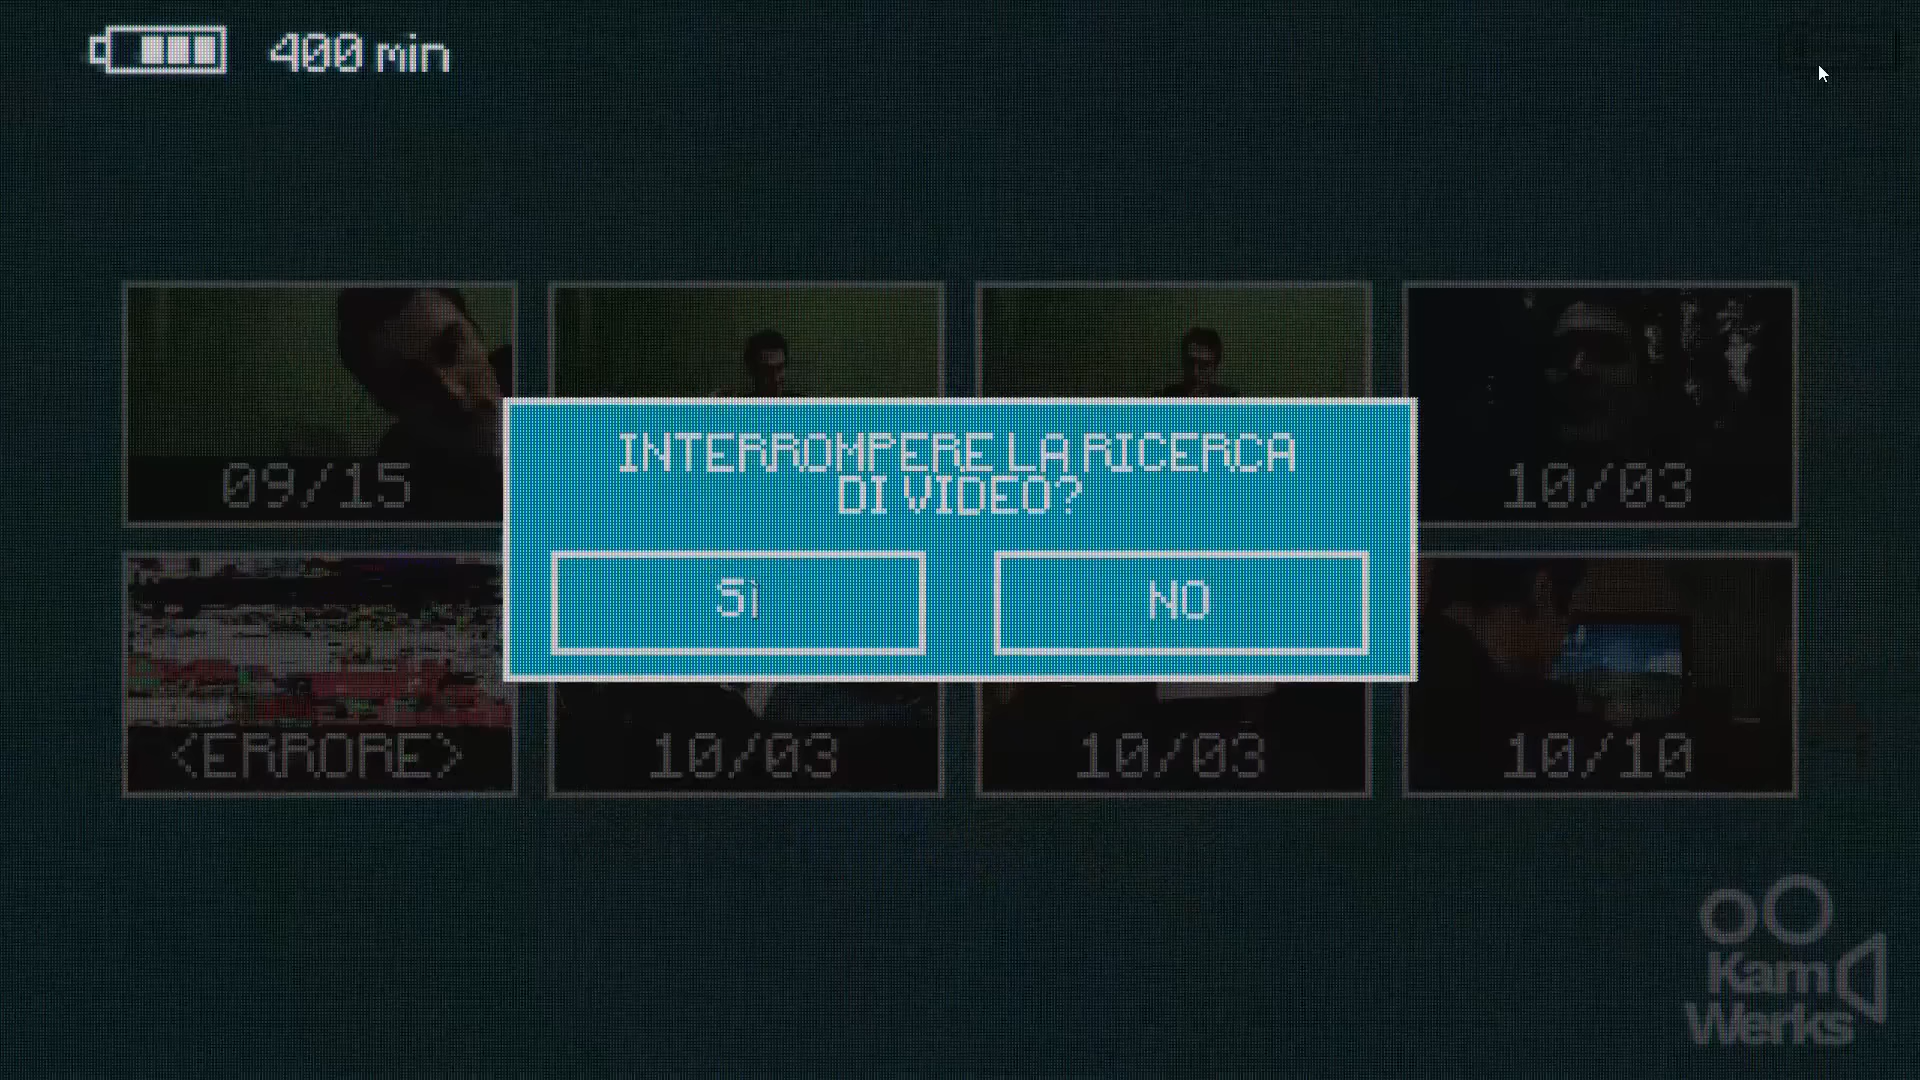 400 min
INTERROMPERE LA RICERCA
DI VIDEO?
SÌ
NO
09/15
10/03
<ERRORE>
10/03
10/03
10/10
Kam
Werks